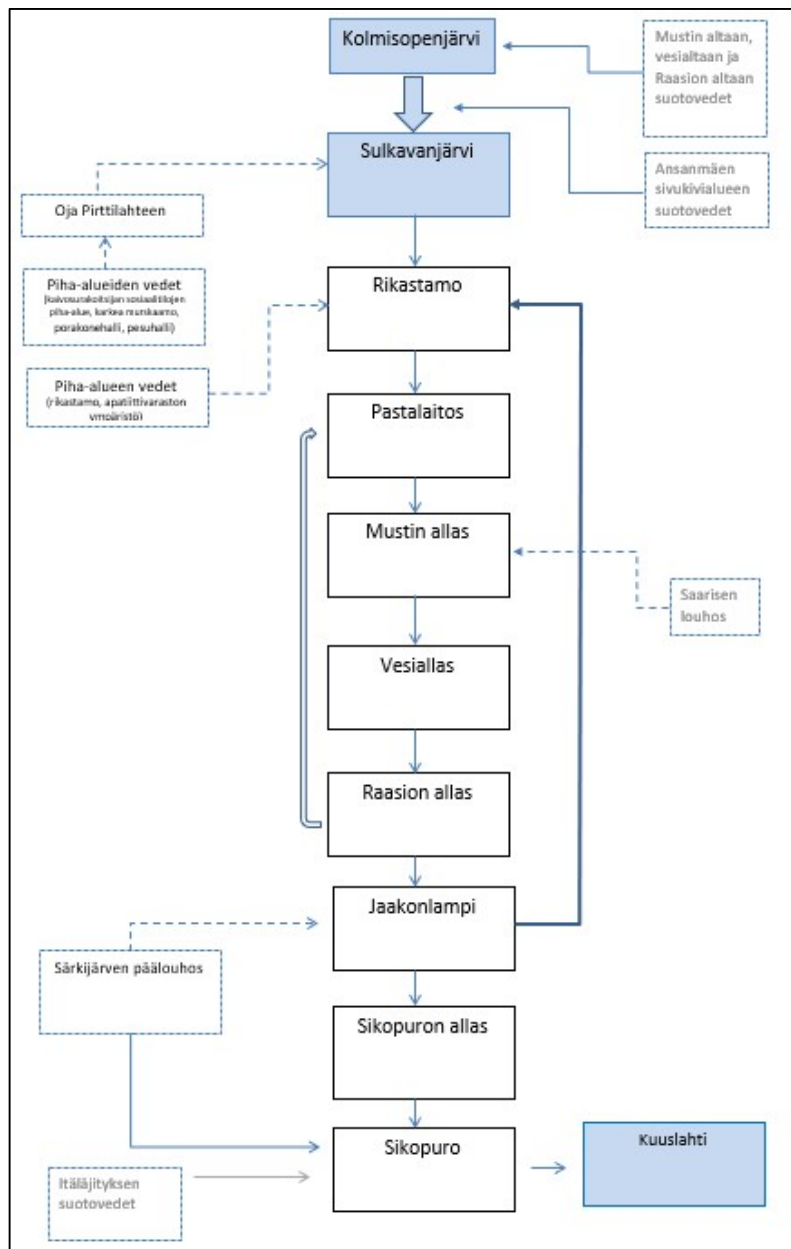 Kolmisopenjärvi
Mustin altaan,
vesialtaan ja
Raasion altaan
suotovedet
Sulkavanjärvi
Ansanmäen
sivukivialueen
suotovedet
Oja Pirttilahteen
Piha-alueiden vedet
(kaivosurakoitsijan sosiaalitilojen
piha-alue, karkea murskaamo,
porakonehalli, pesuhalli)
Rikastamo
Piha-alueen vedet
(rikastamo, apatiittivaraston
ympäristö)
Pastalaitos
Mustin allas
Saarisen
louhos
Vesiallas
Raasion allas
Jaakonlampi
Särkijärven päälouhos
Sikopuron allas
Sikopuro
Kuuslahti
Itäläjityksen
suotovedet